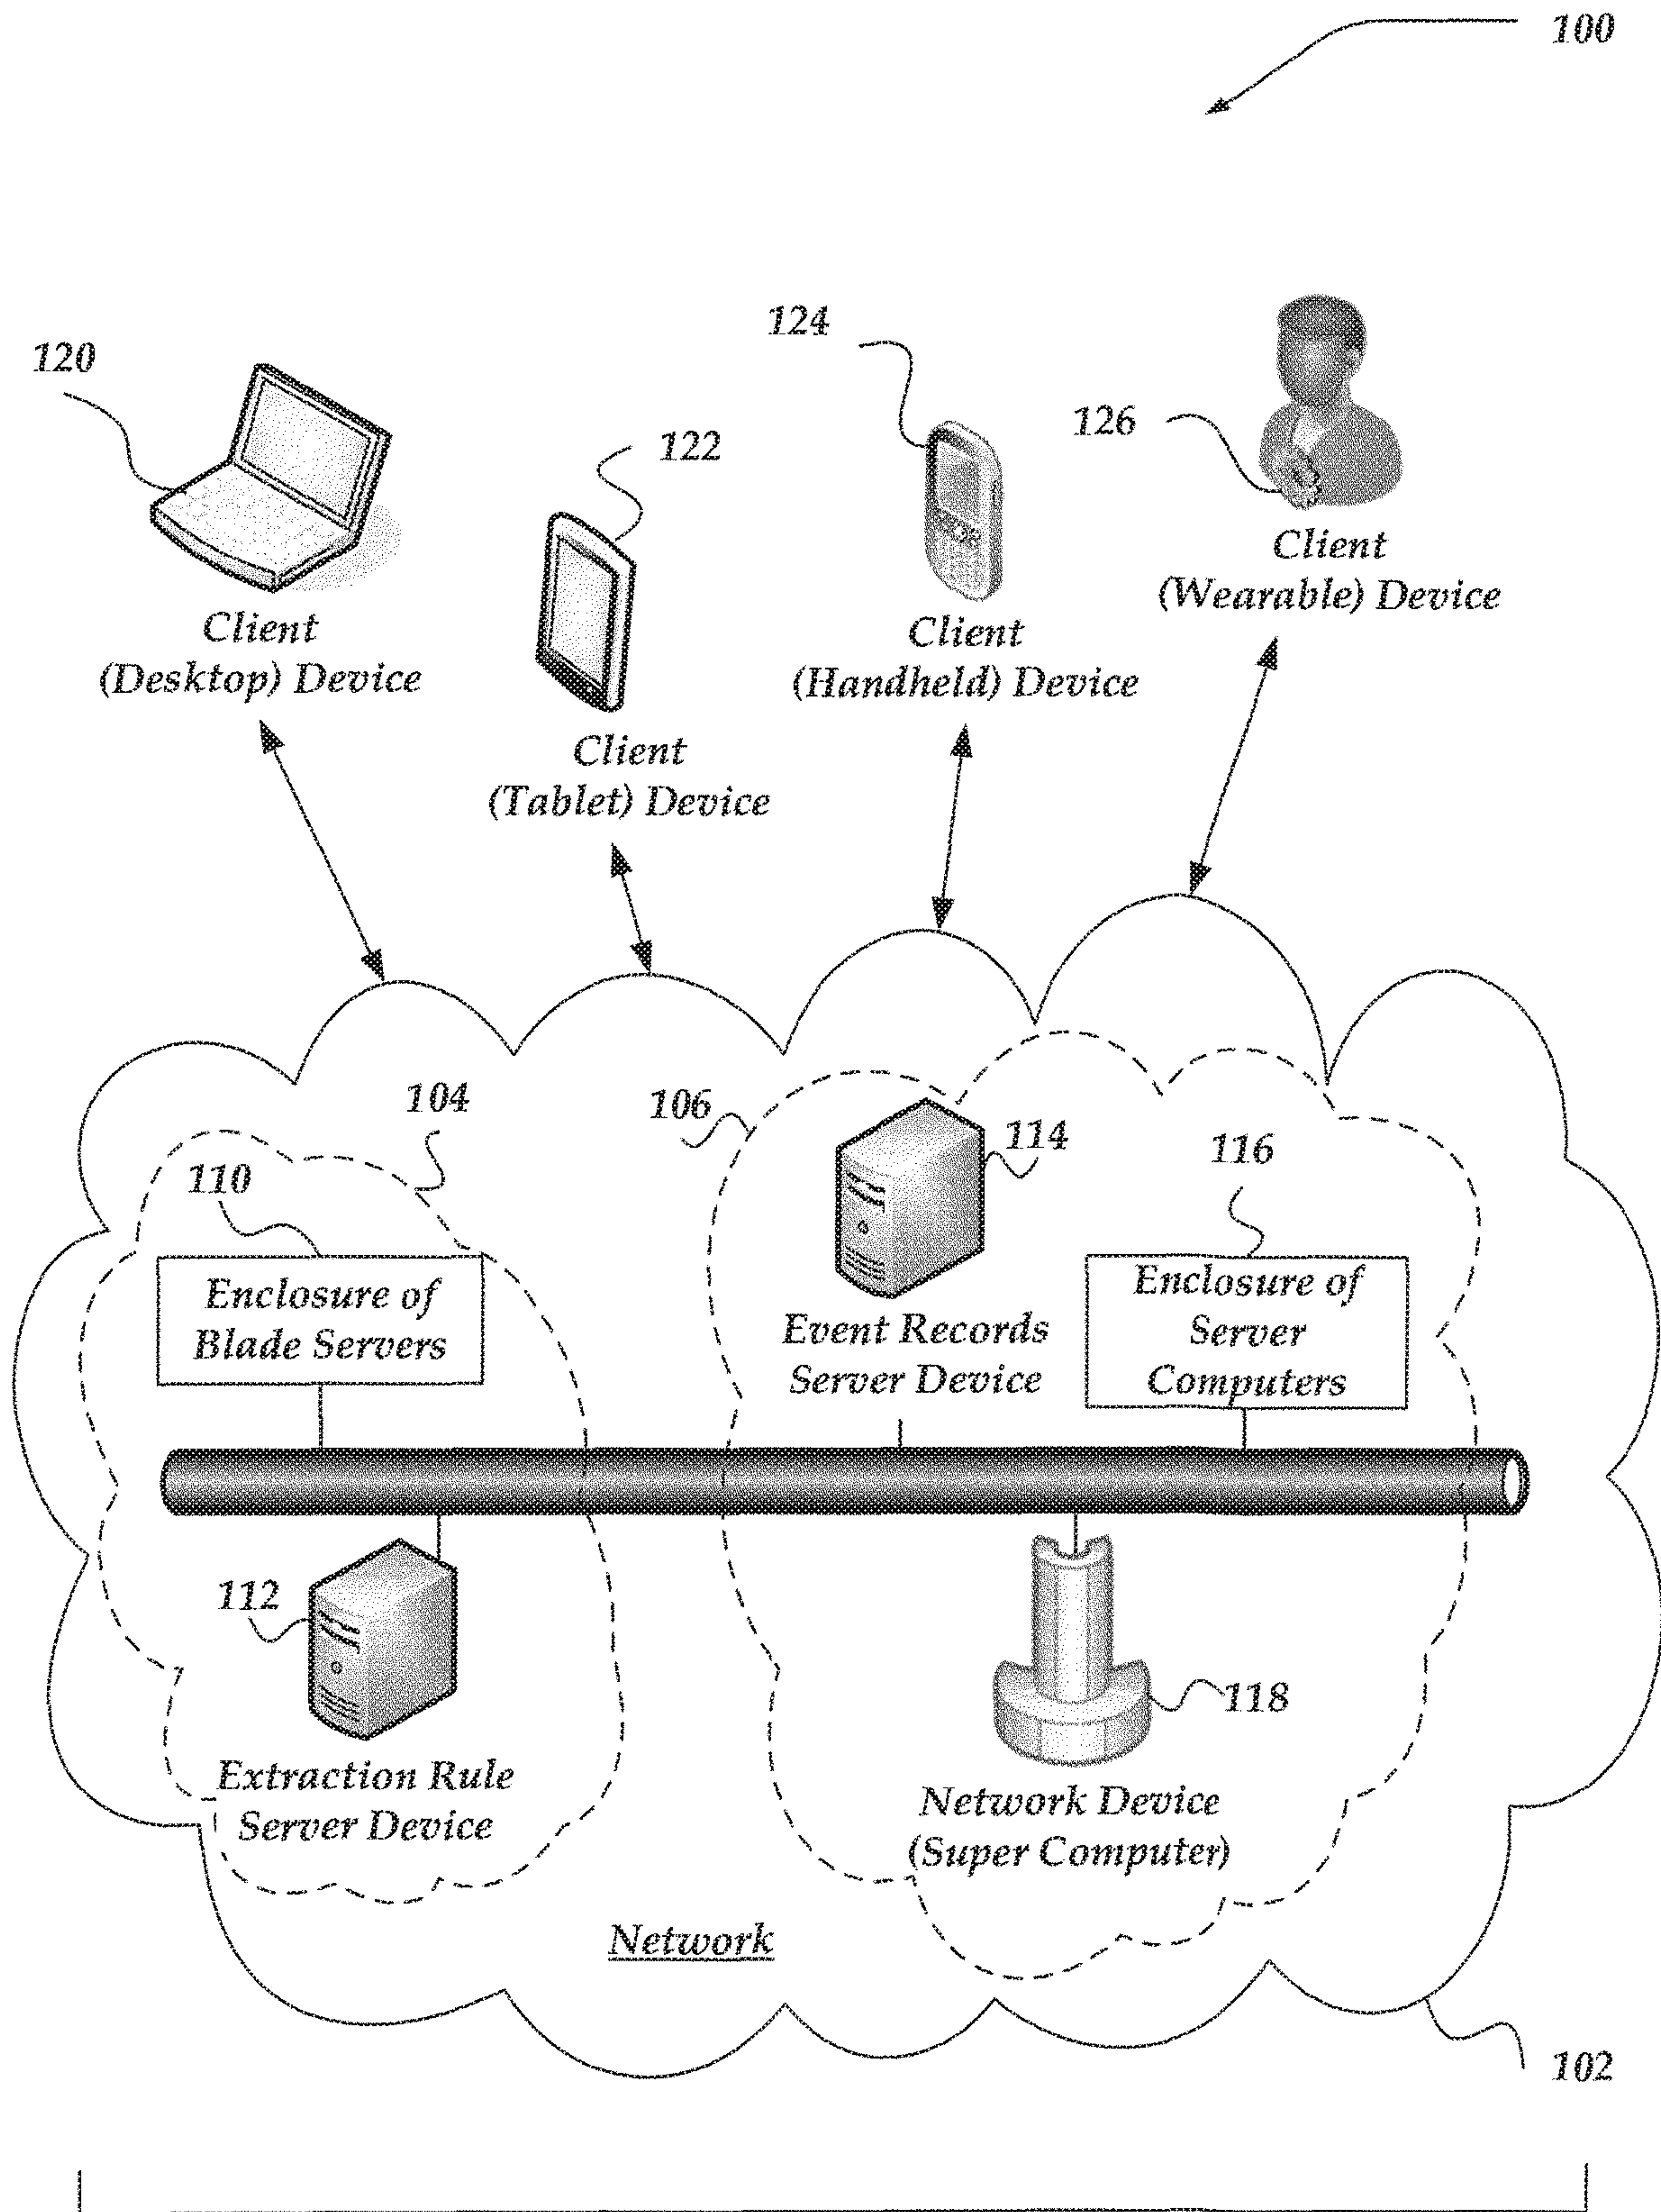 100
124
120
126
122
Client
(Wearable) Device
Client
(Desktop) Device
Client
(Handheld) Device
Client
(Tablet) Device
104
106
114
116
110
Enclosure of
Blade Servers
Enclosure of
Server
Computers
Event Records
Server Device
112
118
Extraction Rule
Server Device
Network Device
(Super Computer)
Network
102